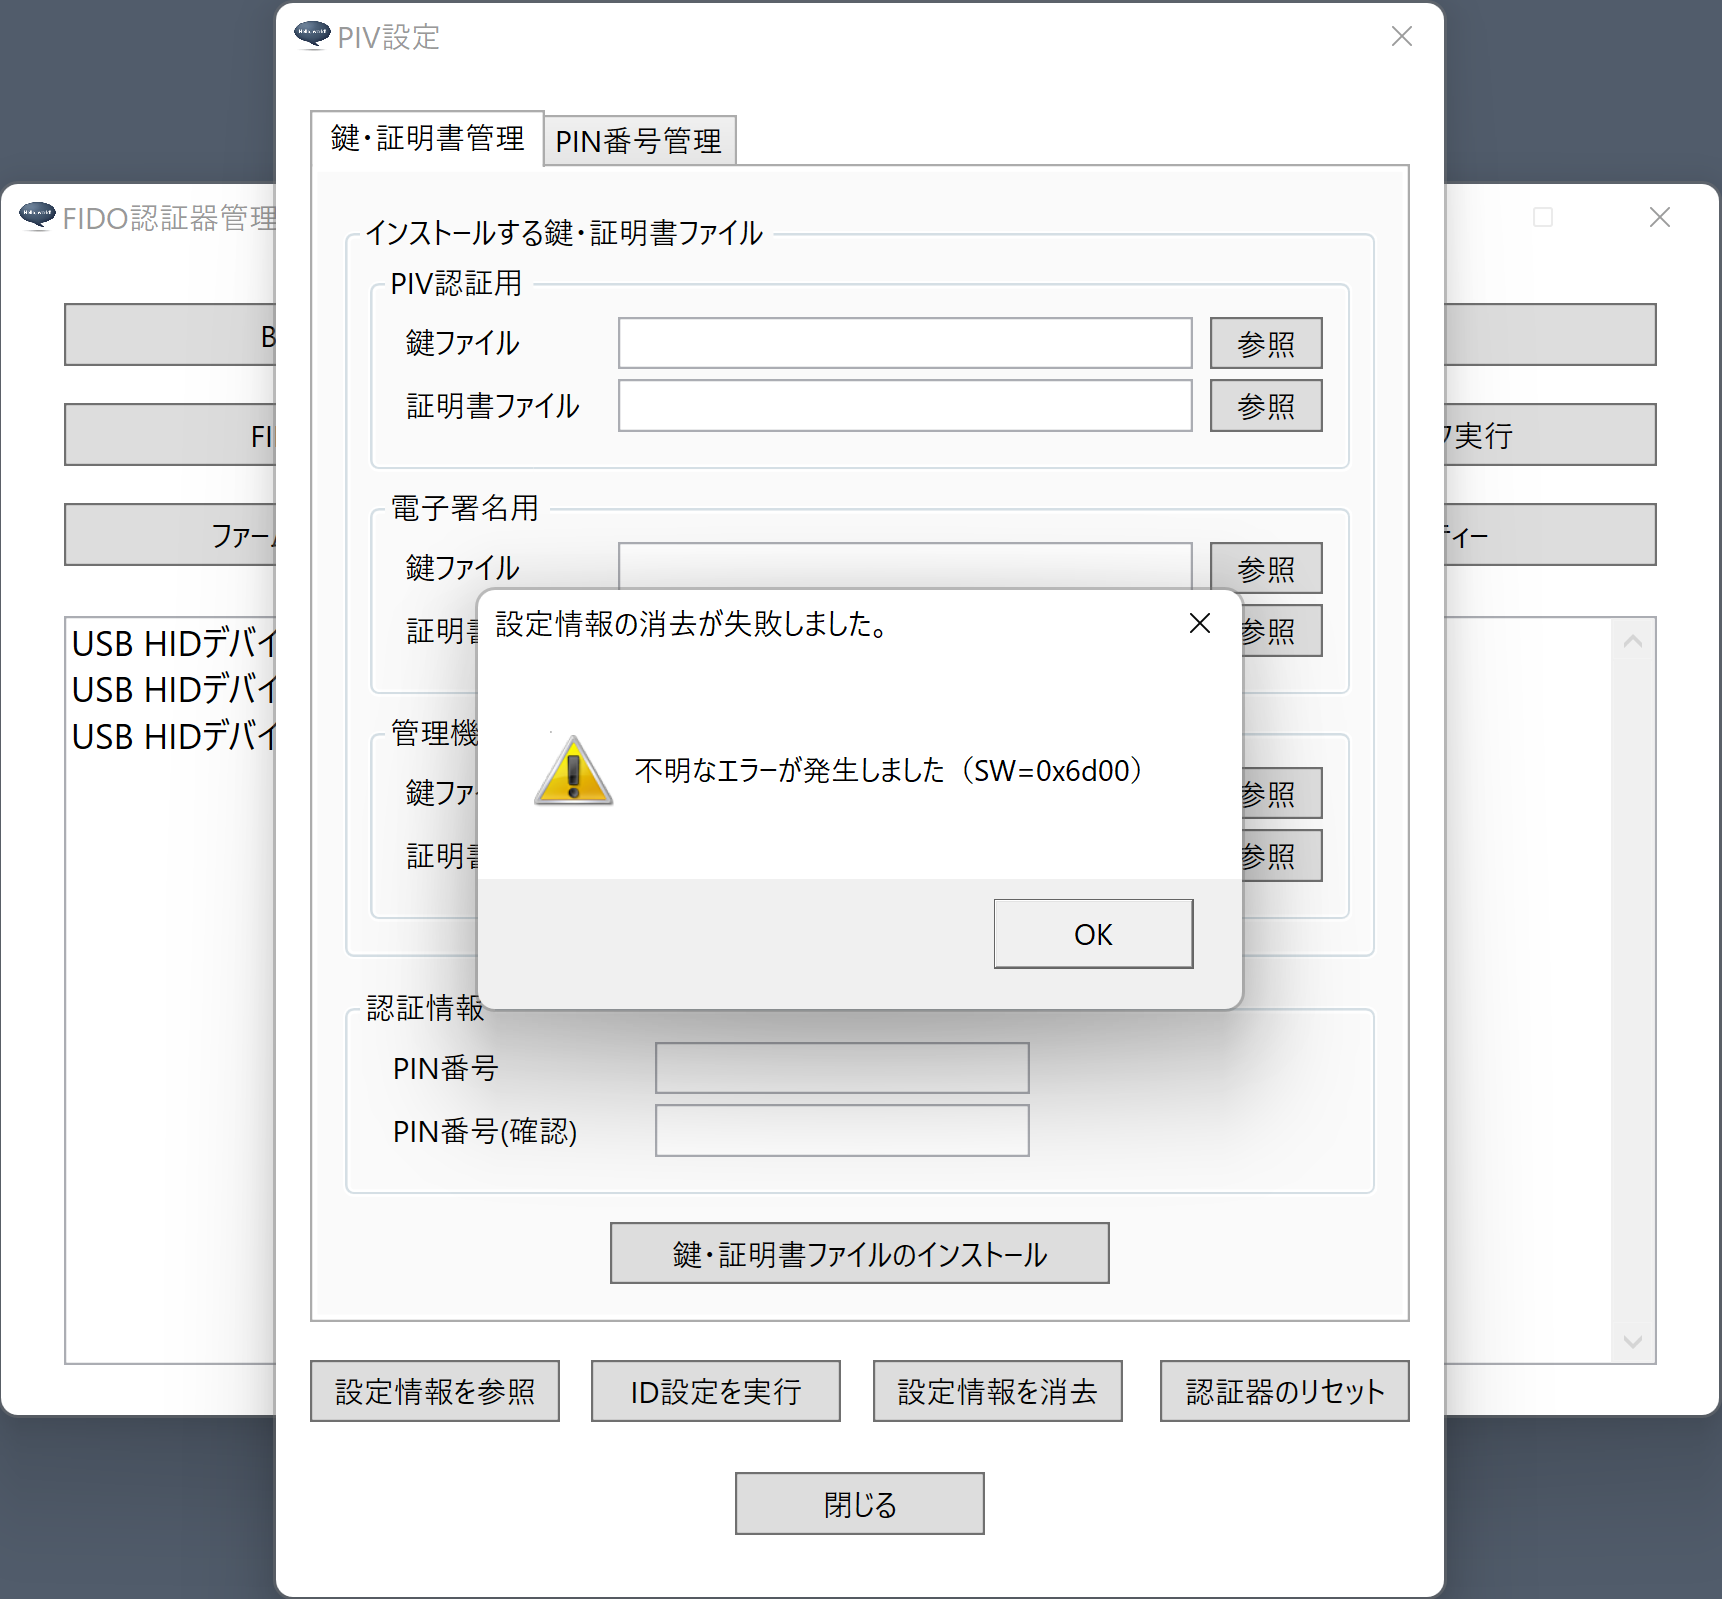 PIV設定
鍵・証明書管理
PIN番号管理
FIDO認証器管理
インストールする鍵・証明書ファイル
PIV認証用
鍵ファイル
参照
証明書ファイル
参照
電子署名用
鍵ファイル
参照
証明書
参照
管理機
鍵ファイ
参照
証明書
参照
B
FI
ファーム
フ実行
ティー
USB HIDデバイ
USB HIDデバイ
USB HIDデバイ
設定情報の消去が失敗しました。
不明なエラーが発生しました（SW=0x6d00）
OK
認証情報
PIN番号
PIN番号(確認)
鍵・証明書ファイルのインストール
設定情報を参照
ID設定を実行
設定情報を消去
認証器のリセット
閉じる